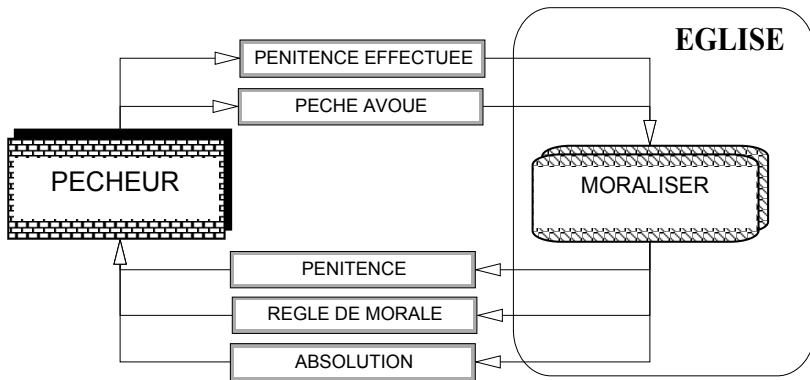 EGLISE
PENITENCE EFFECTUEE
PECHE AVOUE
PECHEUR
MORALISER
PENITENCE
REGLE DE MORALE
ABSOLUTION